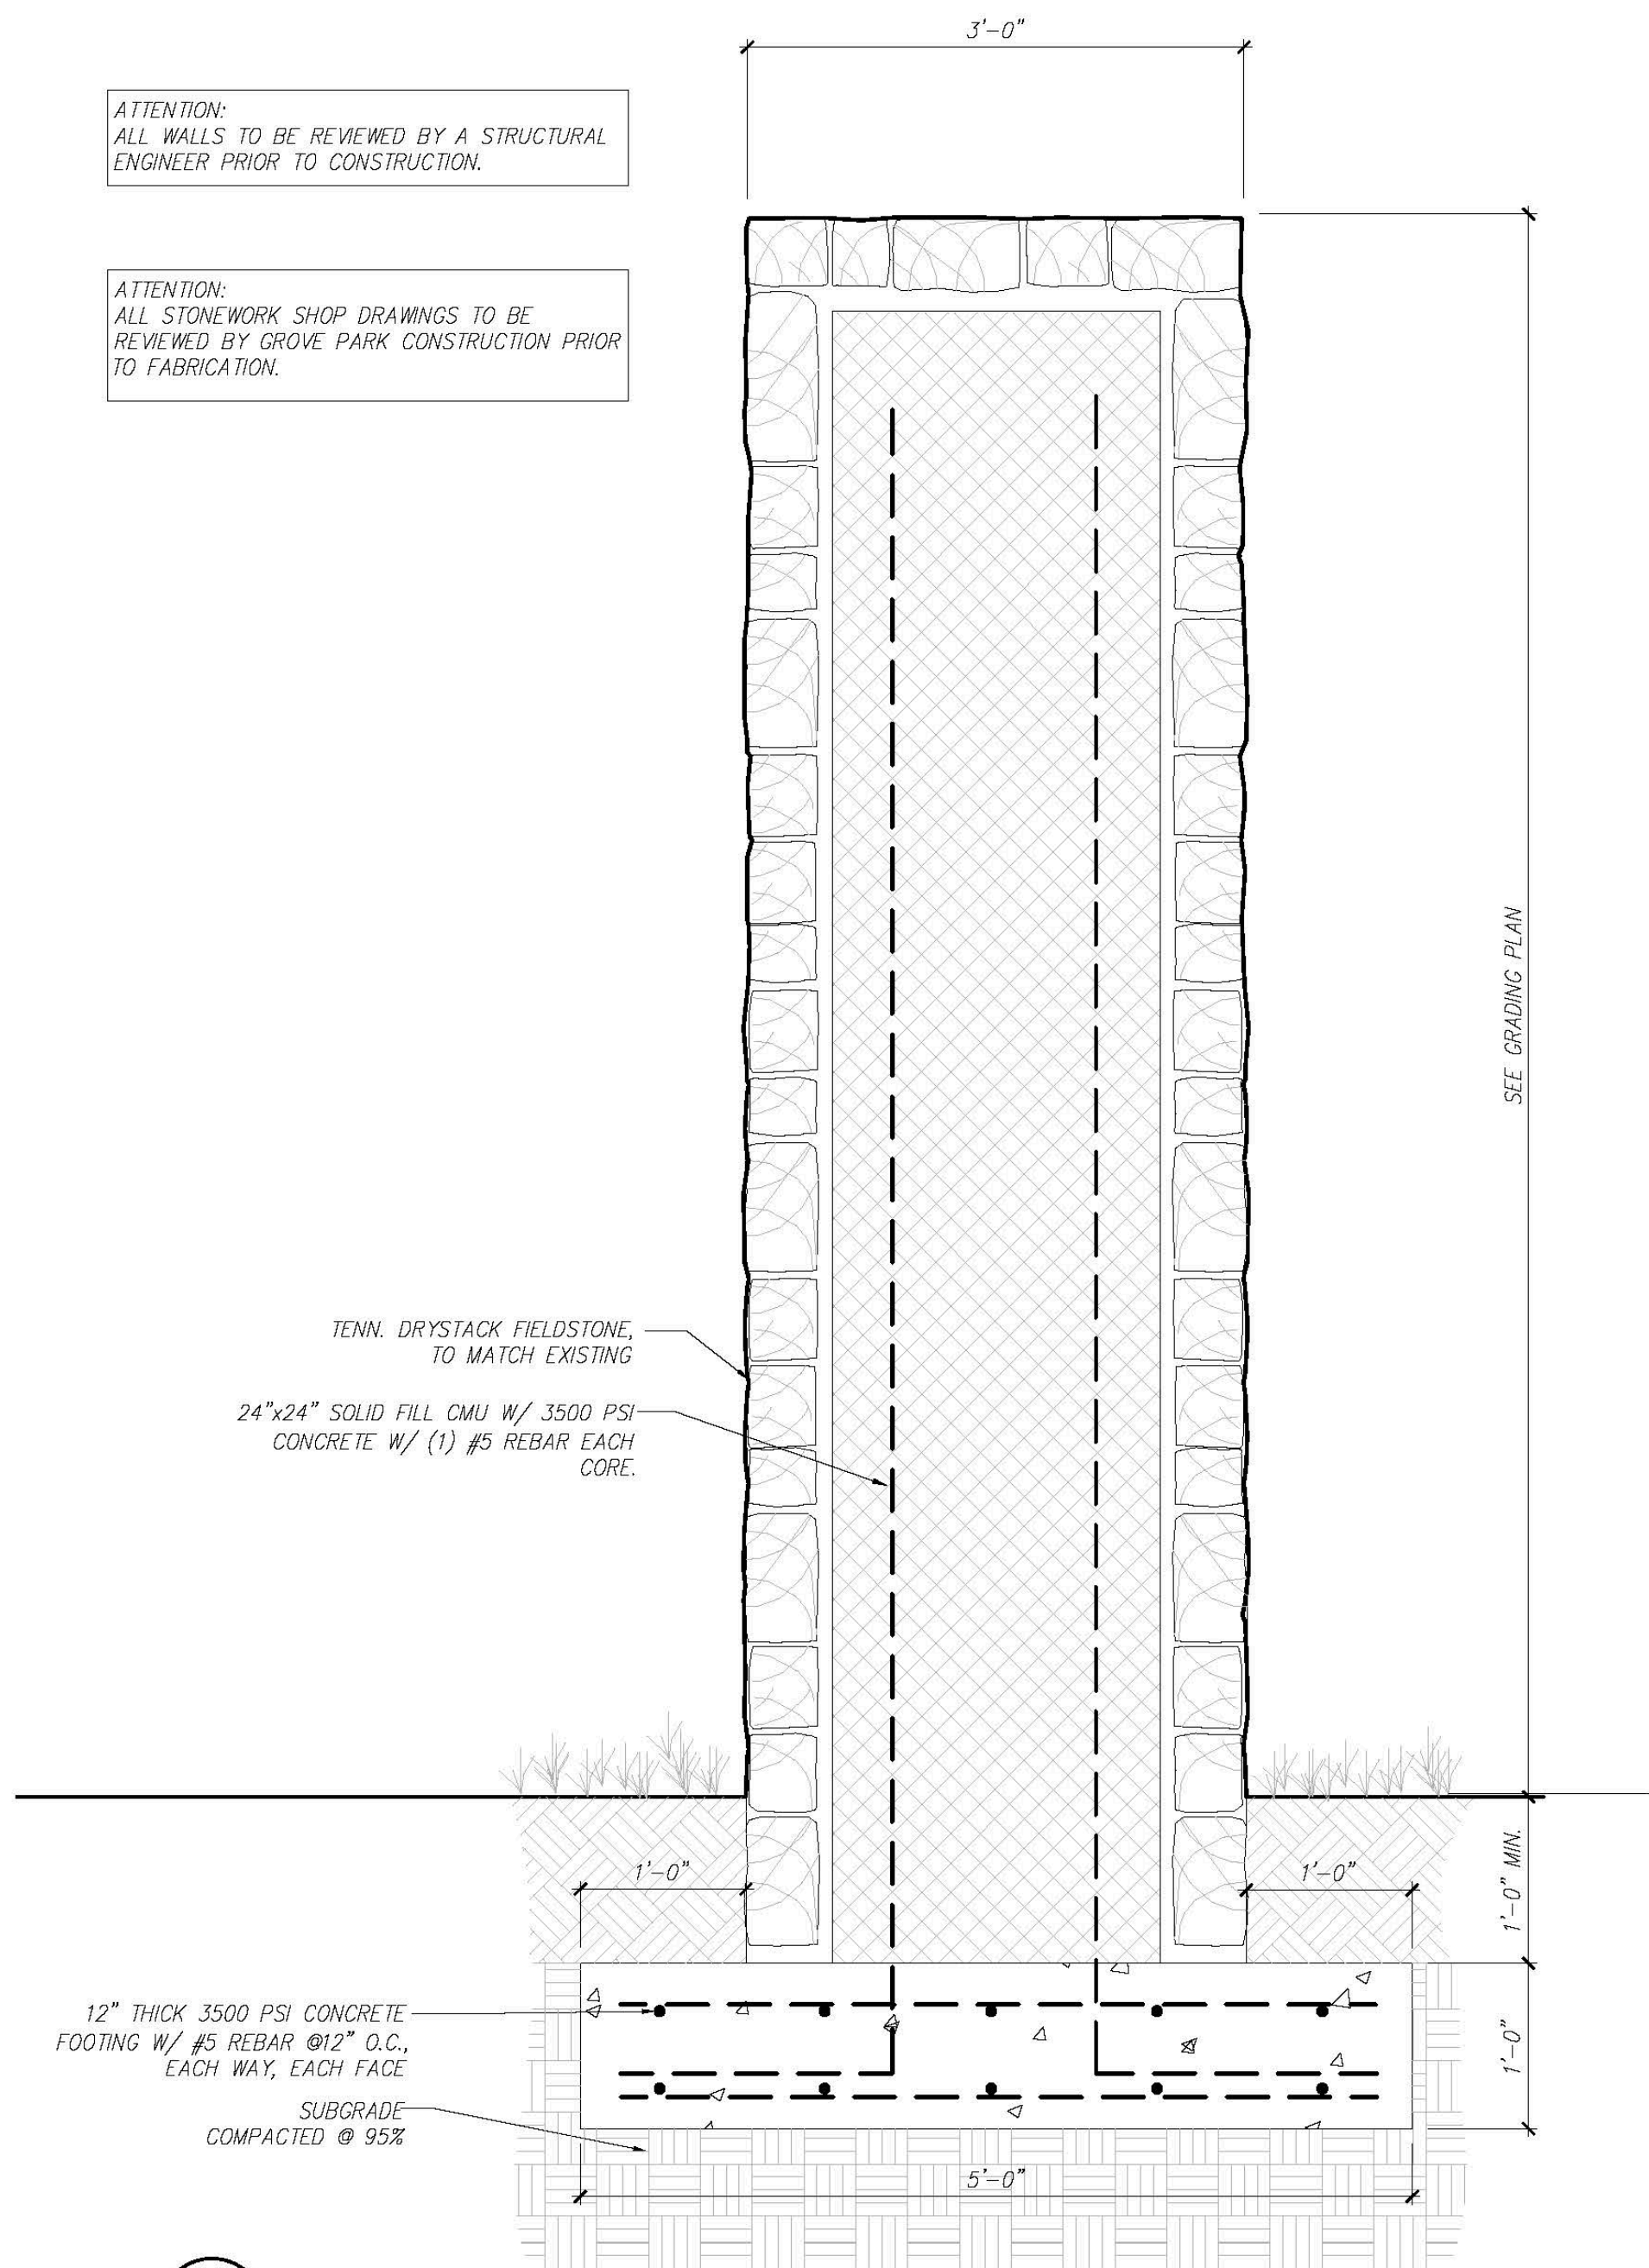 3'-0"
ATTENTION:
ALL WALLS TO BE REVIEWED BY A STRUCTURAL
ENGINEER PRIOR TO CONSTRUCTION.
ATTENTION:
ALL STONEWORK SHOP DRAWINGS TO BE
REVIEWED BY GROVE PARK CONSTRUCTION PRIOR
TO FABRICATION.
SEE GRADING PLAN
TENN. DRYSTACK FIELDSTONE,
TO MATCH EXISTING
24"x24" SOLID FILL CMU W/ 3500 PSI
CONCRETE W/ (1) #5 REBAR EACH
CORE.
1'-0"
1'-0"
1'-0" MIN.
12" THICK 3500 PSI CONCRETE
FOOTING W/ #5 REBAR @12" O.C.,
EACH WAY, EACH FACE
1'-0"
SUBGRADE
COMPACTED @ 95%
5'-0"